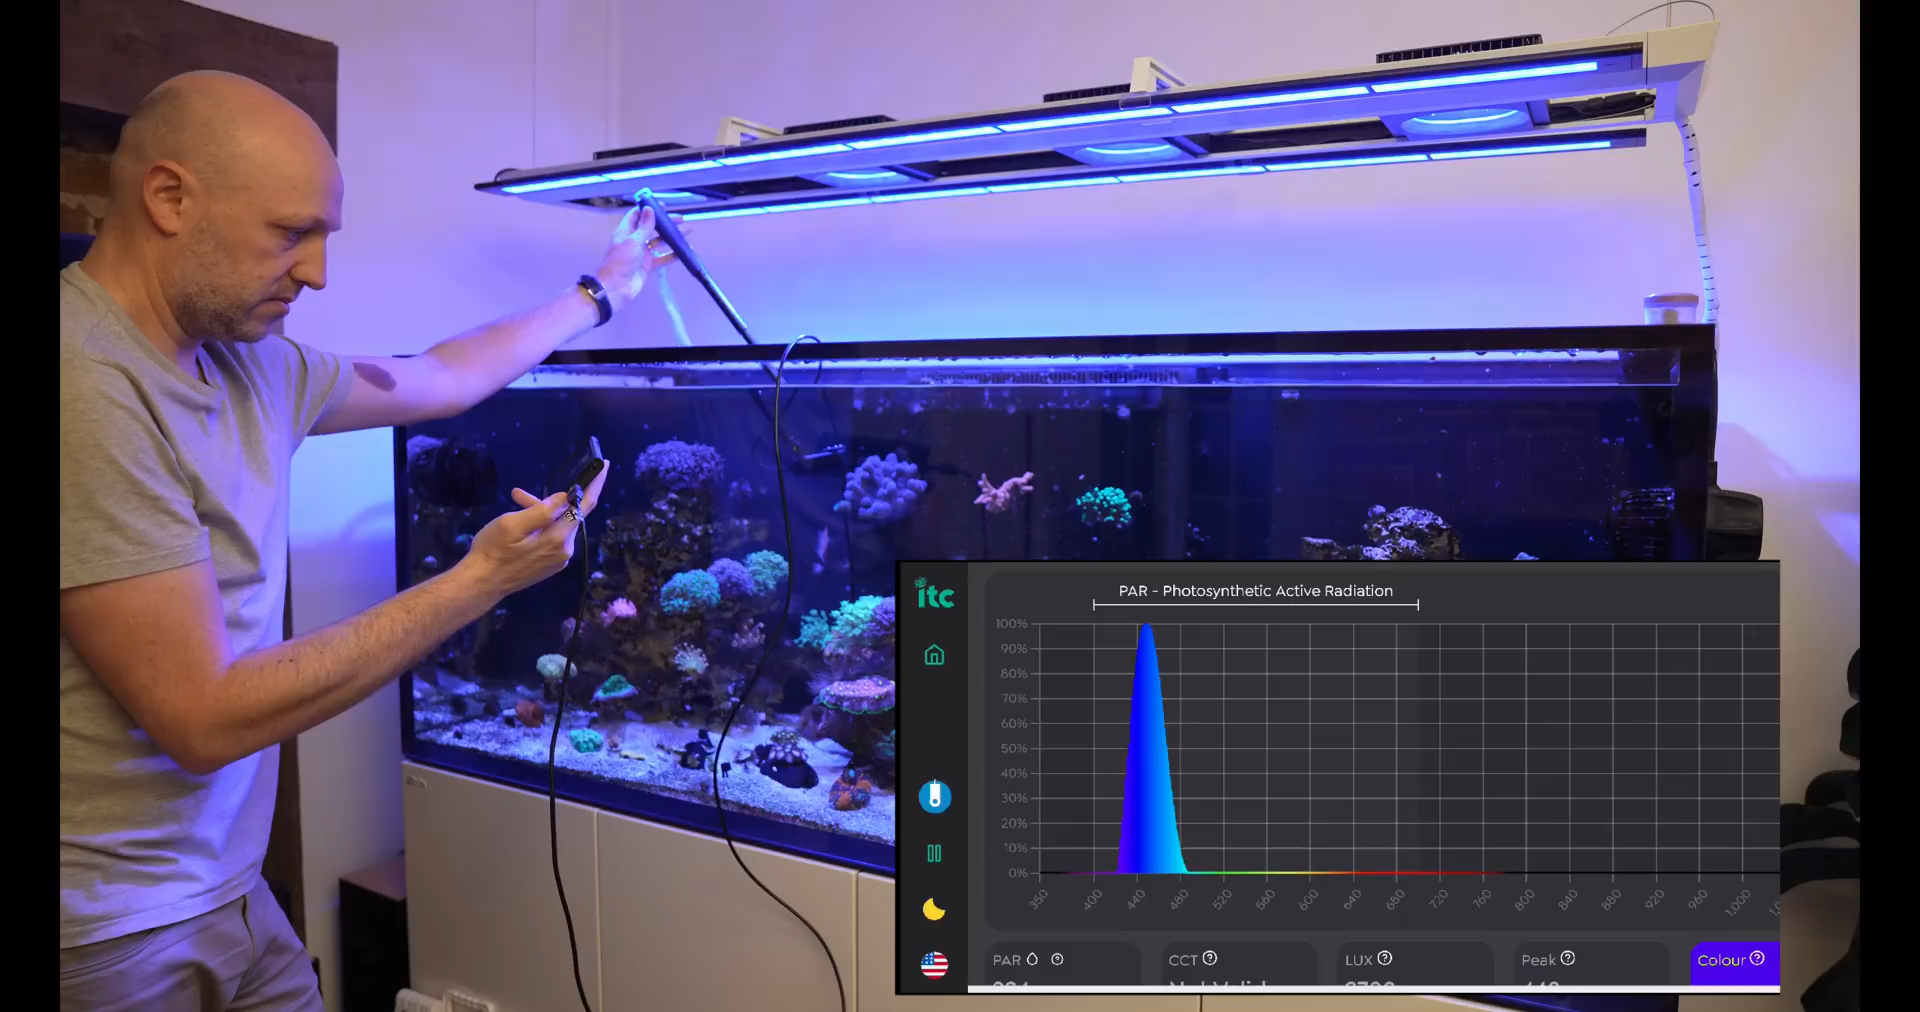 itc
PAR - Photosynthetic Active Radiation
100%
90%
80%
70%
60%
50%
40%
30%
20%
10%
0%
350 400 440 480 520 560 600 640 680 720 760 800 840 880 920 960 1,000
PAR CCT LUX Peak Colour